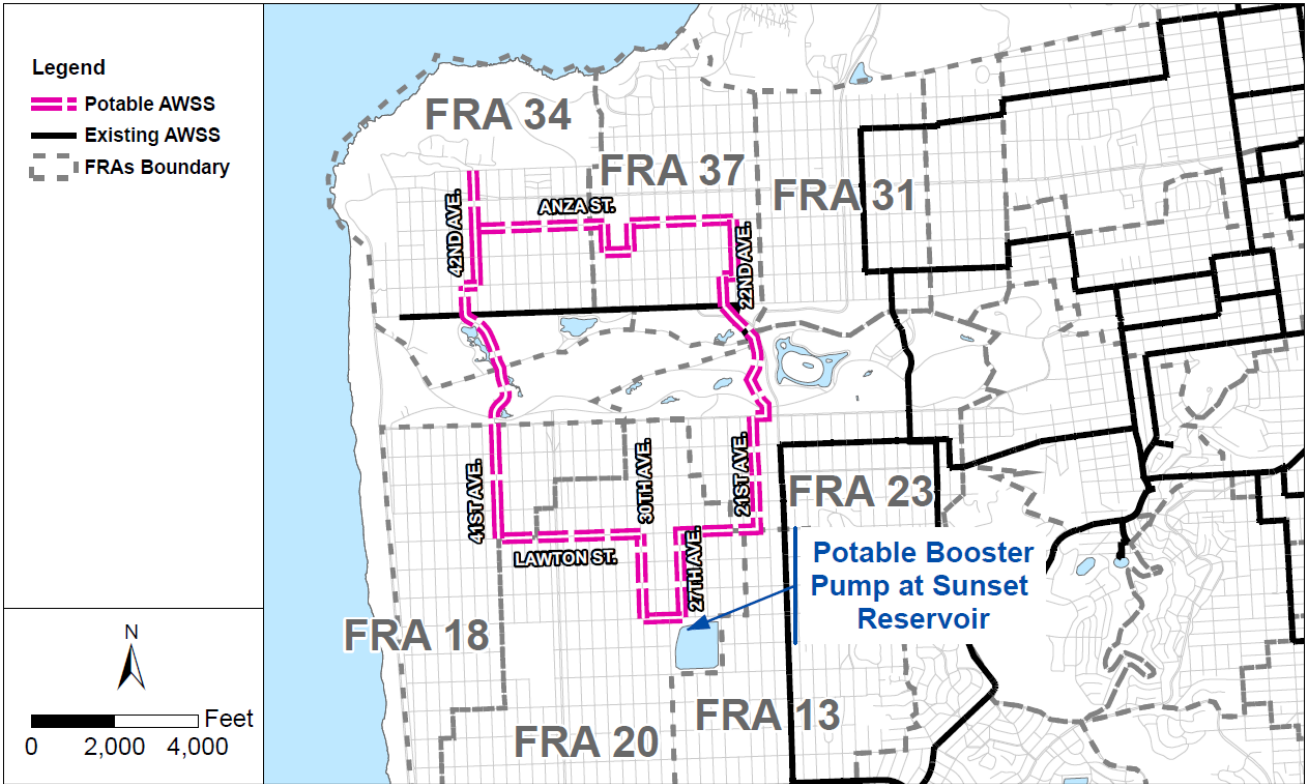 Legend
Potable AWSS
Existing AWSS
FRAs Boundary
N
Feet
0 2,000 4,000
FRA 34
FRA 37
FRA 31
42ND AVE.
ANZA ST.
22ND AVE.
41ST AVE.
30TH AVE.
21ST AVE.
FRA 23
LAWTON ST.
27TH AVE.
Potable Booster
Pump at Sunset
Reservoir
FRA 18
FRA 20
FRA 13